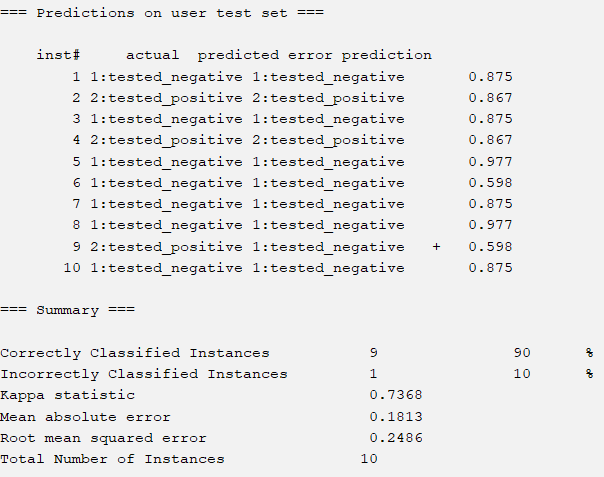 === Predictions on user test set ===
inst# actual predicted error prediction
1 1:tested_negative 1:tested_negative 0.875
2 2:tested_positive 2:tested_positive 0.867
3 1:tested_negative 1:tested_negative 0.875
4 2:tested_positive 2:tested_positive 0.867
5 1:tested_negative 1:tested_negative 0.977
6 1:tested_negative 1:tested_negative 0.598
7 1:tested_negative 1:tested_negative 0.875
8 1:tested_negative 1:tested_negative 0.977
9 2:tested_positive 1:tested_negative + 0.598
10 1:tested_negative 1:tested_negative 0.875
=== Summary ===
Correctly Classified Instances 9 90 %
Incorrectly Classified Instances 1 10 %
Kappa statistic 0.7368
Mean absolute error 0.1813
Root mean squared error 0.2486
Total Number of Instances 10